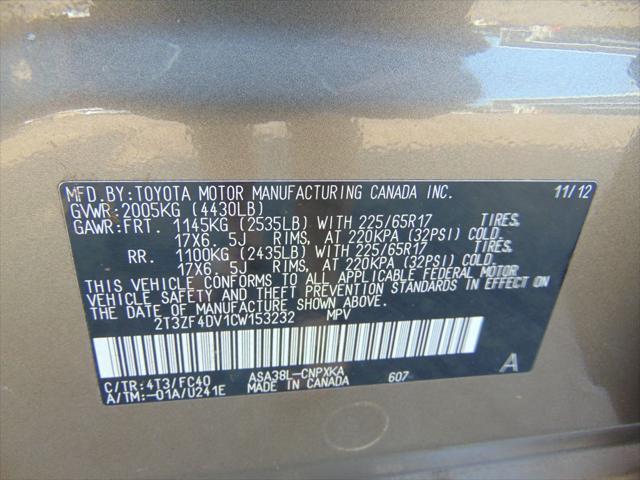 MFD.BY:TOYOTA MOTOR MANUFACTURING CANADA INC. 11/12
GVWR:2005KG (4430LB)
GAWR:FRT. 1145KG (2535LB) WITH 225/65R17 TIRES.
17X6. 5J RIMS, AT 220KPA (32PSI) COLD.
RR. 1100KG (2435LB) WITH 225/65R17 TIRES.
17X6. 5J RIMS, AT 220KPA (32PSI) COLD.
THIS VEHICLE CONFORMS TO ALL APPLICABLE FEDERAL MOTOR
VEHICLE SAFETY AND THEFT PREVENTION STANDARDS IN EFFECT ON
THE DATE OF MANUFACTURE SHOWN ABOVE.
2T3ZF4DV1CW153232 MPV
C/TR:4T3/FC40 ASA38L-CNPXKA A
A/TM:-01A/U241E MADE IN CANADA 607